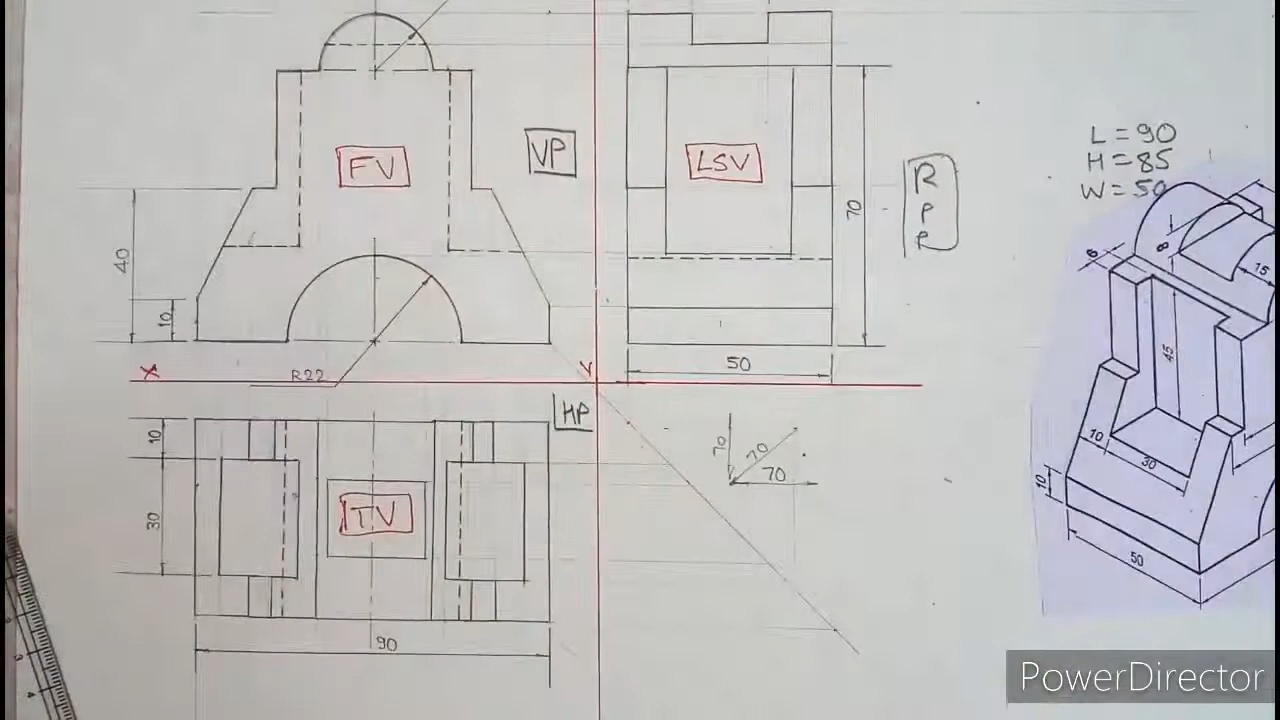 L = 90
H = 85
W = 50
FV
VP
LSV
R
P
P
40
10
70
50
X
R22
Y
HP
10
30
TV
90
70
70
70
6
8
15
45
10
30
10
50
PowerDirector